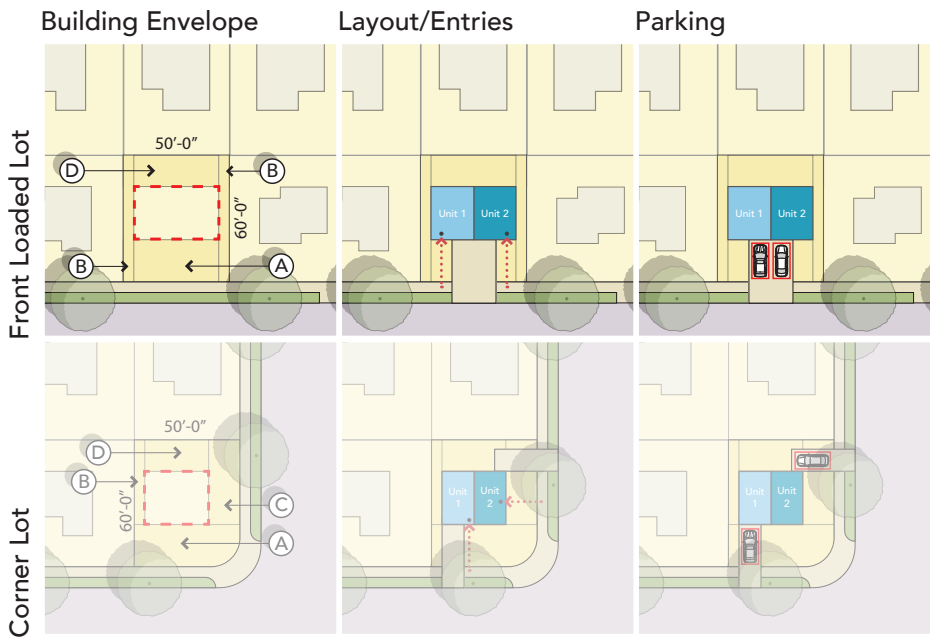 Building Envelope
Layout/Entries
Parking
Front Loaded Lot
50'-0"
D
B
60'-0"
B
A
Unit 1
Unit 2
Unit 1
Unit 2
Corner Lot
50'-0"
D
B
60'-0"
C
A
Unit
1
Unit
2
Unit
1
Unit
2